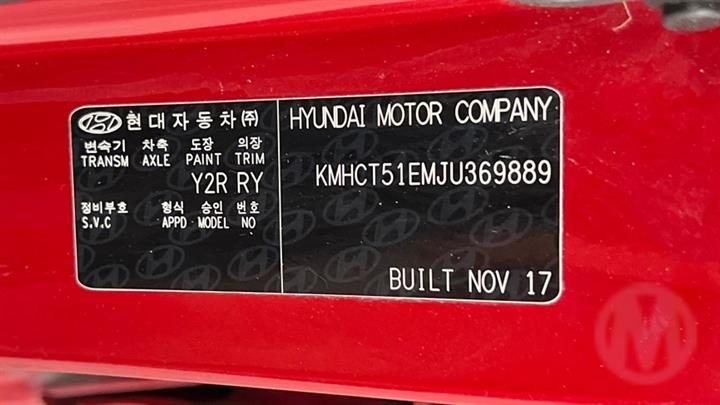 현대자동차㈜
변속기 차축 도장 의장
TRANSM AXLE PAINT TRIM
Y2R RY
정비부호 형식 승인 번호
S.V.C APPD MODEL NO
HYUNDAI MOTOR COMPANY
KMHCT51EMJU369889
BUILT NOV 17
M